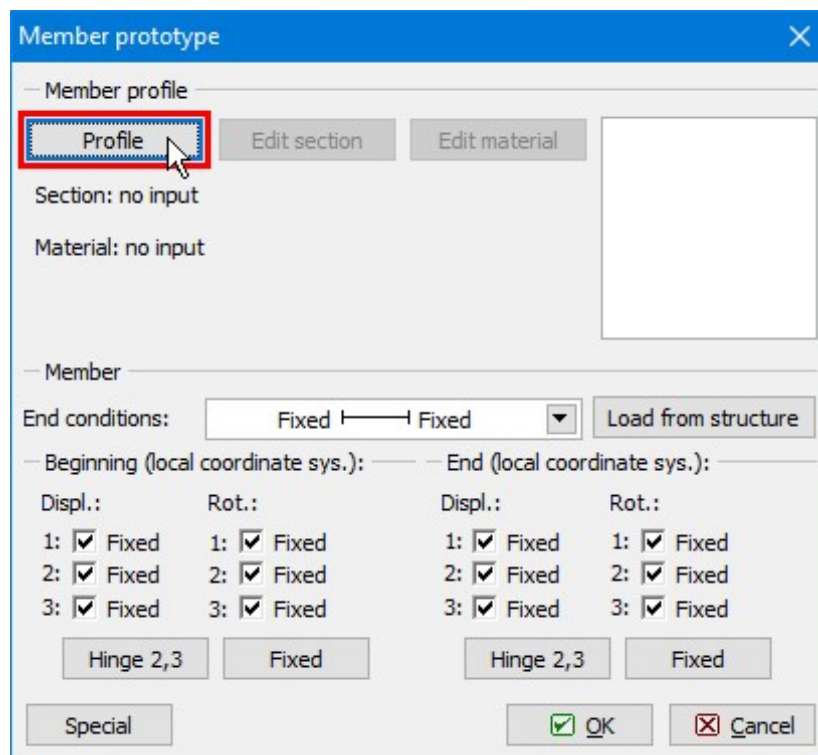 Member prototype
Member profile
Profile Edit section Edit material
Section: no input
Material: no input
Member
End conditions: Fixed Fixed Load from structure
Beginning (local coordinate sys.): End (local coordinate sys.):
Displ.: Rot.: Displ.: Rot.:
1: Fixed 1: Fixed 1: Fixed 1: Fixed
2: Fixed 2: Fixed 2: Fixed 2: Fixed
3: Fixed 3: Fixed 3: Fixed 3: Fixed
Hinge 2,3 Fixed Hinge 2,3 Fixed
Special OK Cancel